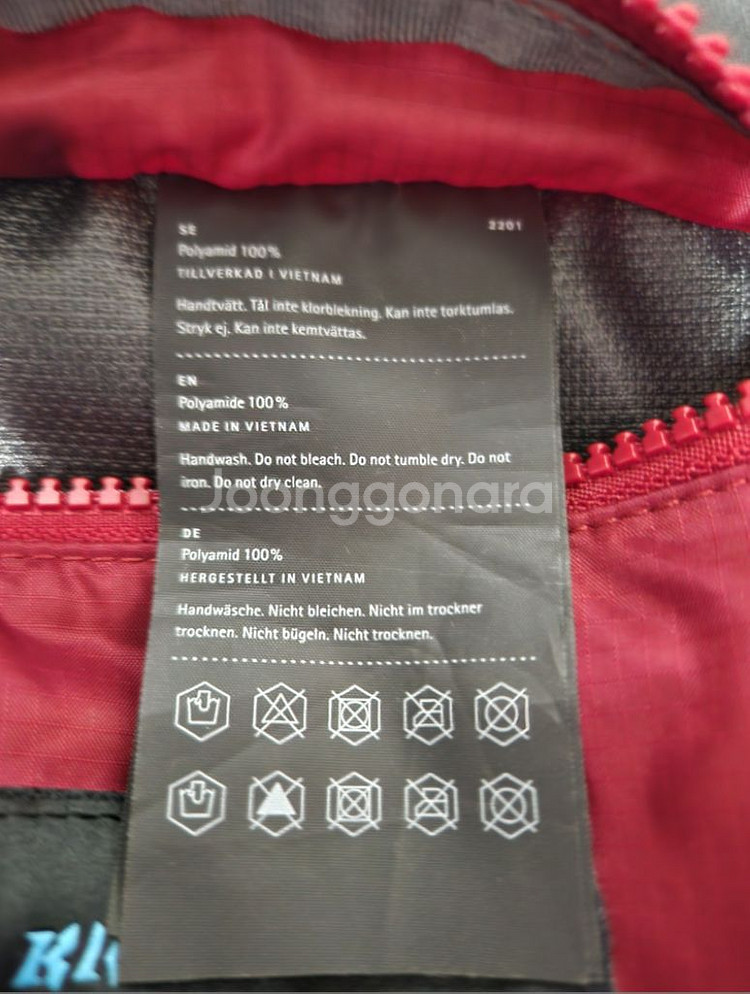 SE 2201
Polyamid 100%
TILLVERKAD I VIETNAM
Handtvätt. Tål inte klorblekning. Kan inte torktumlas.
Stryk ej. Kan inte kemtvättas.
EN
Polyamide 100%
MADE IN VIETNAM
Handwash. Do not bleach. Do not tumble dry. Do not
iron. Do not dry clean.
Joonggonara
DE
Polyamid 100%
HERGESTELLT IN VIETNAM
Handwäsche. Nicht bleichen. Nicht im trockner
trocknen. Nicht bügeln. Nicht trocknen.